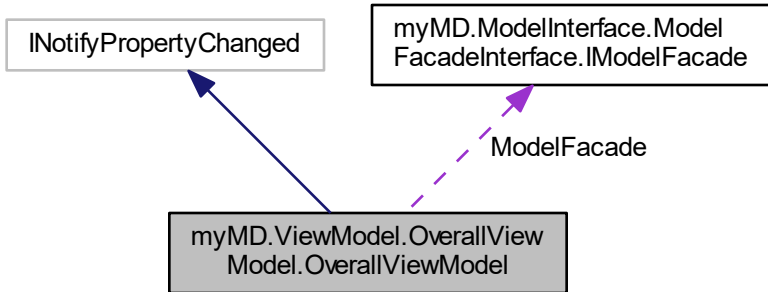 INotifyPropertyChanged
myMD.ModelInterface.Model
FacadeInterface.IModelFacade
ModelFacade
myMD.ViewModel.OverallView
Model.OverallViewModel